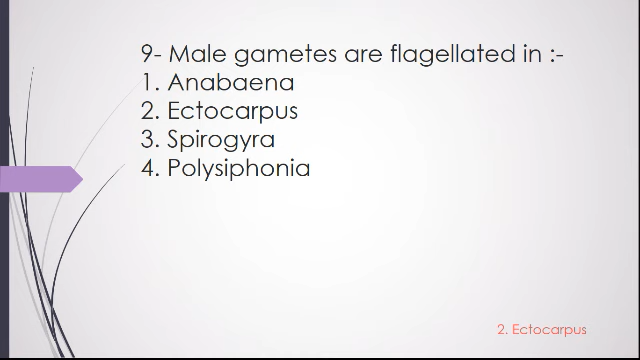 9- Male gametes are flagellated in :-
1. Anabaena
2. Ectocarpus
3. Spirogyra
4. Polysiphonia
2. Ectocarpus